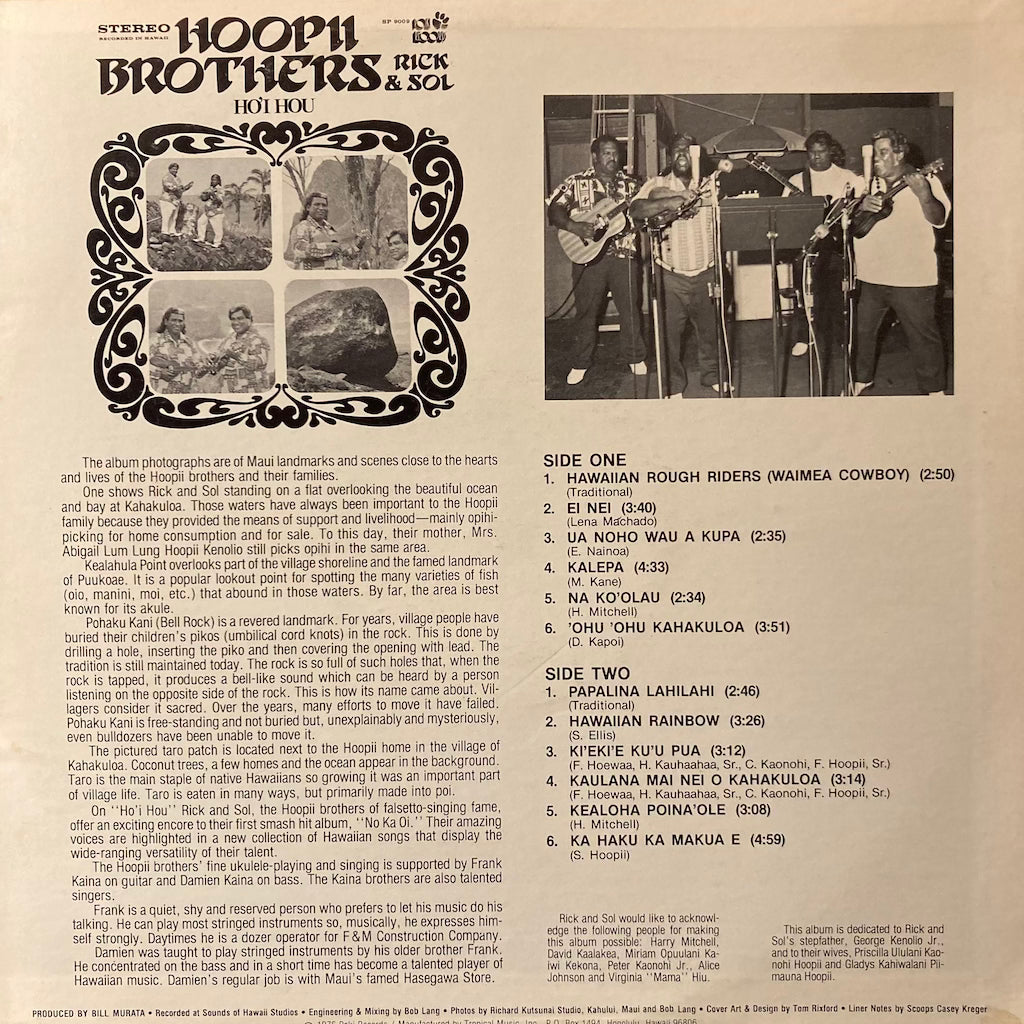 STEREO
RECORDED IN HAWAII
HOOPII
BROTHERS
RICK
& SOL
SP 9009
HO'I HOU
The album photographs are of Maui landmarks and scenes close to the hearts
and lives of the Hoopii brothers and their families.
One shows Rick and Sol standing on a flat overlooking the beautiful ocean
and bay at Kahakuloa. Those waters have always been important to the Hoopii
family because they provided the means of support and livelihood—mainly opihi-
picking for home consumption and for sale. To this day, their mother, Mrs.
Abigail Lum Lung Hoopii Kenolio still picks opihi in the same area.
Kealahula Point overlooks part of the village shoreline and the famed landmark
of Puukoae. It is a popular lookout point for spotting the many varieties of fish
(oio, manini, moi, etc.) that abound in those waters. By far, the area is best
known for its akule.
Pohaku Kani (Bell Rock) is a revered landmark. For years, village people have
buried their children's pikos (umbilical cord knots) in the rock. This is done by
drilling a hole, inserting the piko and then covering the opening with lead. The
tradition is still maintained today. The rock is so full of such holes that, when the
rock is tapped, it produces a bell-like sound which can be heard by a person
listening on the opposite side of the rock. This is how its name came about. Vil-
lagers consider it sacred. Over the years, many efforts to move it have failed.
Pohaku Kani is free-standing and not buried but, unexplainably and mysteriously,
even bulldozers have been unable to move it.
The pictured taro patch is located next to the Hoopii home in the village of
Kahakuloa. Coconut trees, a few homes and the ocean appear in the background.
Taro is the main staple of native Hawaiians so growing it was an important part
of village life. Taro is eaten in many ways, but primarily made into poi.
On "Ho'i Hou" Rick and Sol, the Hoopii brothers of falsetto-singing fame,
offer an exciting encore to their first smash hit album, "No Ka Oi." Their amazing
voices are highlighted in a new collection of Hawaiian songs that display the
wide-ranging versatility of their talent.
The Hoopii brothers' fine ukulele-playing and singing is supported by Frank
Kaina on guitar and Damien Kaina on bass. The Kaina brothers are also talented
singers.
Frank is a quiet, shy and reserved person who prefers to let his music do his
talking. He can play most stringed instruments so, musically, he expresses him-
self strongly. Daytimes he is a dozer operator for F&M Construction Company.
Damien was taught to play stringed instruments by his older brother Frank.
He concentrated on the bass and in a short time has become a talented player of
Hawaiian music. Damien's regular job is with Maui's famed Hasegawa Store.
SIDE ONE
1. HAWAIIAN ROUGH RIDERS (WAIMEA COWBOY) (2:50)
(Traditional)
2. EI NEI (3:40)
(Lena Machado)
3. UA NOHO WAU A KUPA (2:35)
(E. Nainoa)
4. KALEPA (4:33)
(M. Kane)
5. NA KO'OLAU (2:34)
(H. Mitchell)
6. 'OHU 'OHU KAHAKULOA (3:51)
(D. Kapoi)
SIDE TWO
1. PAPALINA LAHILAHI (2:46)
(Traditional)
2. HAWAIIAN RAINBOW (3:26)
(S. Ellis)
3. KI'EKI'E KU'U PUA (3:12)
(F. Hoewaa, H. Kauhaahaa, Sr., C. Kaonohi, F. Hoopii, Sr.)
4. KAULANA MAI NEI O KAHAKULOA (3:14)
(F. Hoewaa, H. Kauhaahaa, Sr., C. Kaonohi, F. Hoopii, Sr.)
5. KEALOHA POINA'OLE (3:08)
(H. Mitchell)
6. KA HAKU KA MAKUA E (4:59)
(S. Hoopii)
Rick and Sol would like to acknowl-
edge the following people for making
this album possible: Harry Mitchell,
David Kaalakea, Miriam Opuulani Ka-
iwi Kekona, Peter Kaonohi Jr., Alice
Johnson and Virginia "Mama" Hiu.
This album is dedicated to Rick and
Sol's stepfather, George Kenolio Jr.,
and to their wives, Priscilla Ululani Kao-
nohi Hoopii and Gladys Kahiwalani Pii-
mauna Hoopii.
PRODUCED BY BILL MURATA • Recorded at Sounds of Hawaii Studios • Engineering & Mixing by Bob Lang • Photos by Richard Kutsunai Studio, Kahului, Maui and Bob Lang • Cover Art & Design by Tom Rixford • Liner Notes by Scoops Casey Kreger
Manufactured by Tropical Music, Inc., P.O. Box 1494, Honolulu, Hawaii 96806